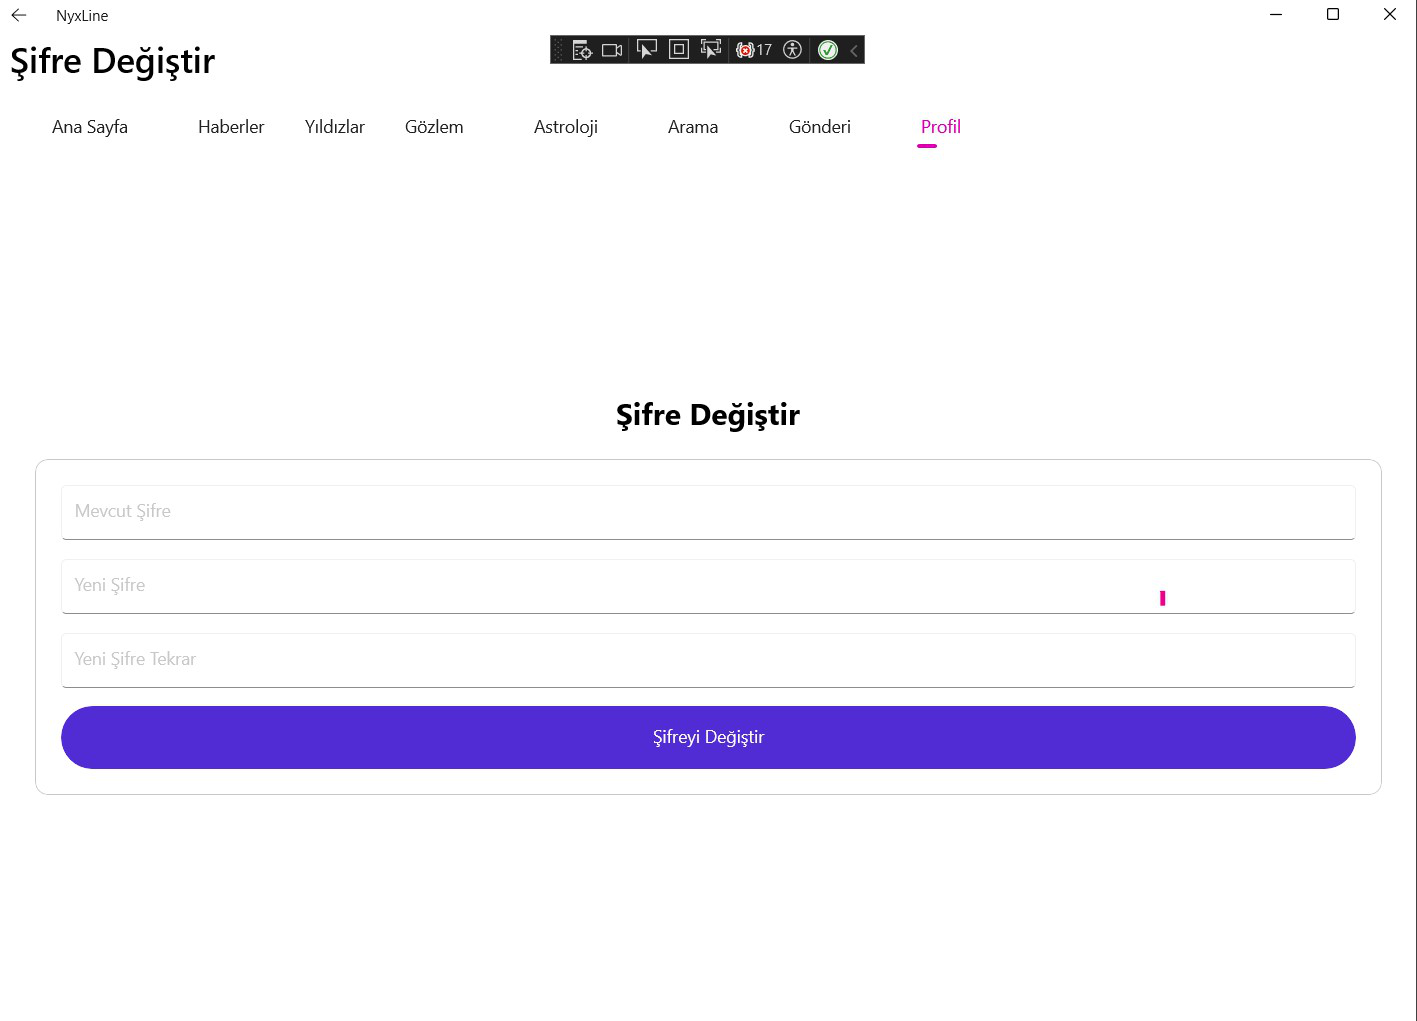 NyxLine
Şifre Değiştir
17
Ana Sayfa Haberler Yıldızlar Gözlem Astroloji Arama Gönderi Profil
Şifre Değiştir
Mevcut Şifre
Yeni Şifre
Yeni Şifre Tekrar
Şifreyi Değiştir